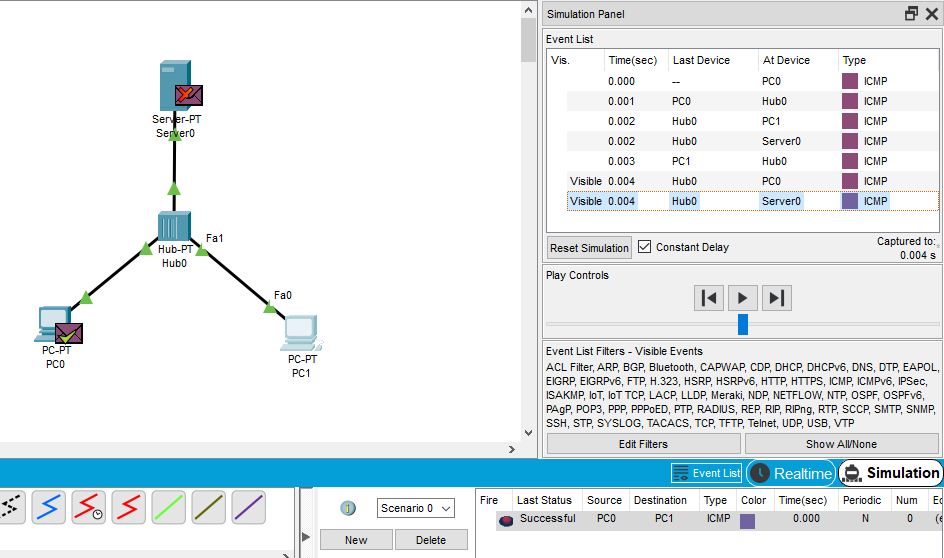 Simulation Panel
Event List
Vis. Time(sec) Last Device At Device Type
0.000 -- PC0 ICMP
0.001 PC0 Hub0 ICMP
0.002 Hub0 PC1 ICMP
0.002 Hub0 Server0 ICMP
0.003 PC1 Hub0 ICMP
Visible 0.004 Hub0 PC0 ICMP
Visible 0.004 Hub0 Server0 ICMP
Reset Simulation Constant Delay Captured to:
0.004 s
Play Controls
Event List Filters - Visible Events
ACL Filter, ARP, BGP, Bluetooth, CAPWAP, CDP, DHCP, DHCPv6, DNS, DTP, EAPOL,
EIGRP, EIGRPv6, FTP, H.323, HSRP, HSRPv6, HTTP, HTTPS, ICMP, ICMPv6, IPSec,
ISAKMP, IoT, IoT TCP, LACP, LLDP, Meraki, NDP, NETFLOW, NTP, OSPF, OSPFv6,
PAgP, POP3, PPP, PPPoED, PTP, RADIUS, REP, RIP, RIPng, RTP, SCCP, SMTP, SNMP,
SSH, STP, SYSLOG, TACACS, TCP, TFTP, Telnet, UDP, USB, VTP
Edit Filters Show All/None
Server-PT
Server0
Hub-PT
Hub0
Fa1
Fa0
PC-PT
PC0
PC-PT
PC1
Event List Realtime Simulation
Scenario 0
New Delete
Fire Last Status Source Destination Type Color Time(sec) Periodic Num Ec
Successful PC0 PC1 ICMP 0.000 N 0 (e